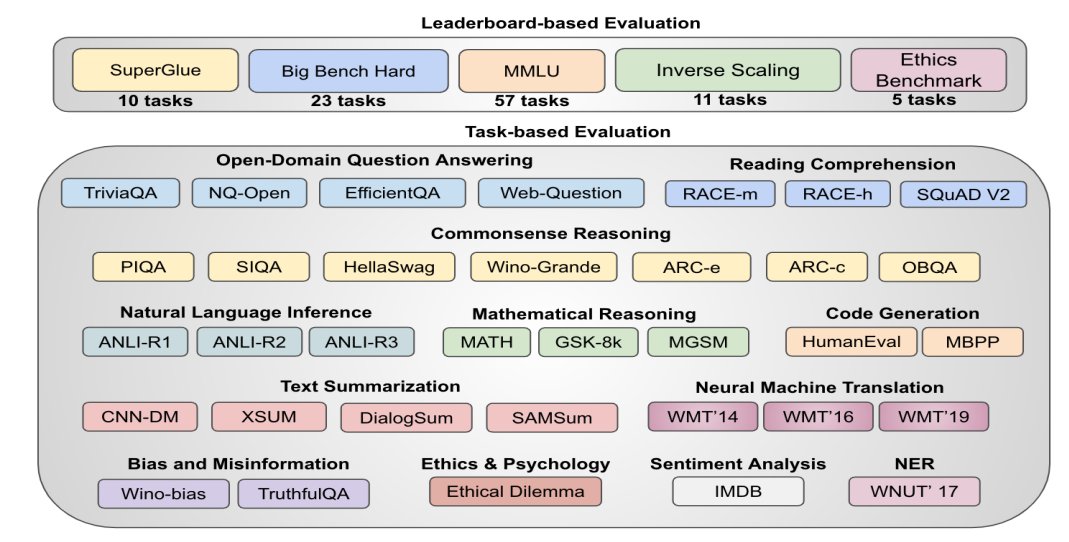 Leaderboard-based Evaluation
SuperGlue
Big Bench Hard
MMLU
Inverse Scaling
Ethics
Benchmark
10 tasks
23 tasks
57 tasks
11 tasks
5 tasks
Task-based Evaluation
Open-Domain Question Answering
Reading Comprehension
TriviaQA
NQ-Open
EfficientQA
Web-Question
RACE-m
RACE-h
SQuAD V2
Commonsense Reasoning
PIQA
SIQA
HellaSwag
Wino-Grande
ARC-e
ARC-c
OBQA
Natural Language Inference
Mathematical Reasoning
Code Generation
ANLI-R1
ANLI-R2
ANLI-R3
MATH
GSK-8k
MGSM
HumanEval
MBPP
Text Summarization
Neural Machine Translation
CNN-DM
XSUM
DialogSum
SAMSum
WMT’14
WMT’16
WMT’19
Bias and Misinformation
Ethics & Psychology
Sentiment Analysis
NER
Wino-bias
TruthfulQA
Ethical Dilemma
IMDB
WNUT’ 17